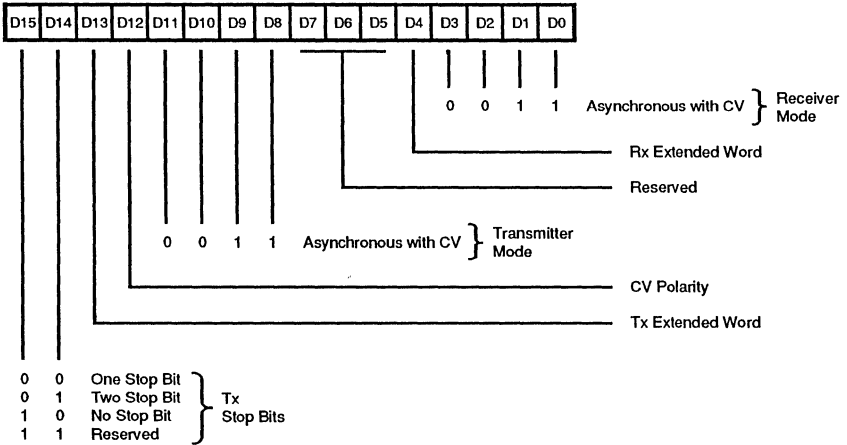 D15 D14 D13 D12 D11 D10 D9 D8 D7 D6 D5 D4 D3 D2 D1 D0
0 0 1 1 Asynchronous with CV
Receiver
Mode
Rx Extended Word
Reserved
0 0 1 1 Asynchronous with CV
Transmitter
Mode
CV Polarity
Tx Extended Word
0 0 One Stop Bit
0 1 Two Stop Bit
1 0 No Stop Bit
1 1 Reserved
Tx
Stop Bits